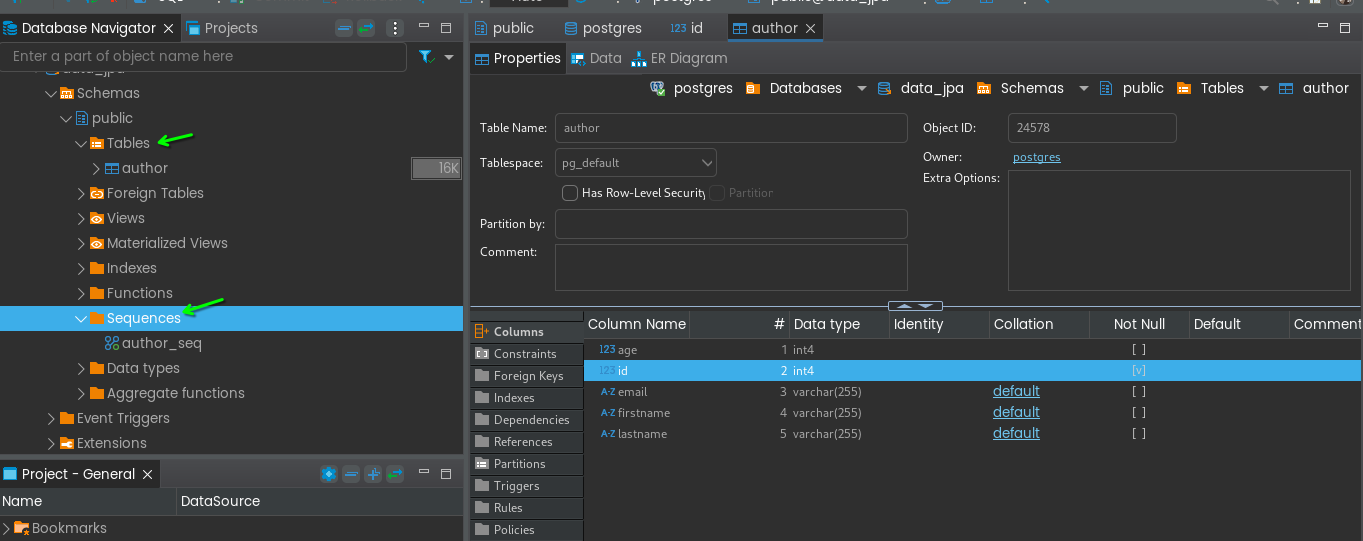 Database Navigator
Projects
Enter a part of object name here
Schemas
public
Tables
author
16K
Foreign Tables
Views
Materialized Views
Indexes
Functions
Sequences
author_seq
Data types
Aggregate functions
Event Triggers
Extensions
Project - General
Name DataSource
Bookmarks
public postgres 123 id author
Properties Data ER Diagram
postgres Databases data_jpa Schemas public Tables author
Table Name: author
Object ID: 24578
Tablespace: pg_default
Owner: postgres
Has Row-Level Security Partition
Extra Options:
Partition by:
Comment:
Columns
Constraints
Foreign Keys
Indexes
Dependencies
References
Partitions
Triggers
Rules
Policies
Column Name # Data type Identity Collation Not Null Default Comment
123 age 1 int4 [ ]
123 id 2 int4 [v]
A-Z email 3 varchar(255) default [ ]
A-Z firstname 4 varchar(255) default [ ]
A-Z lastname 5 varchar(255) default [ ]